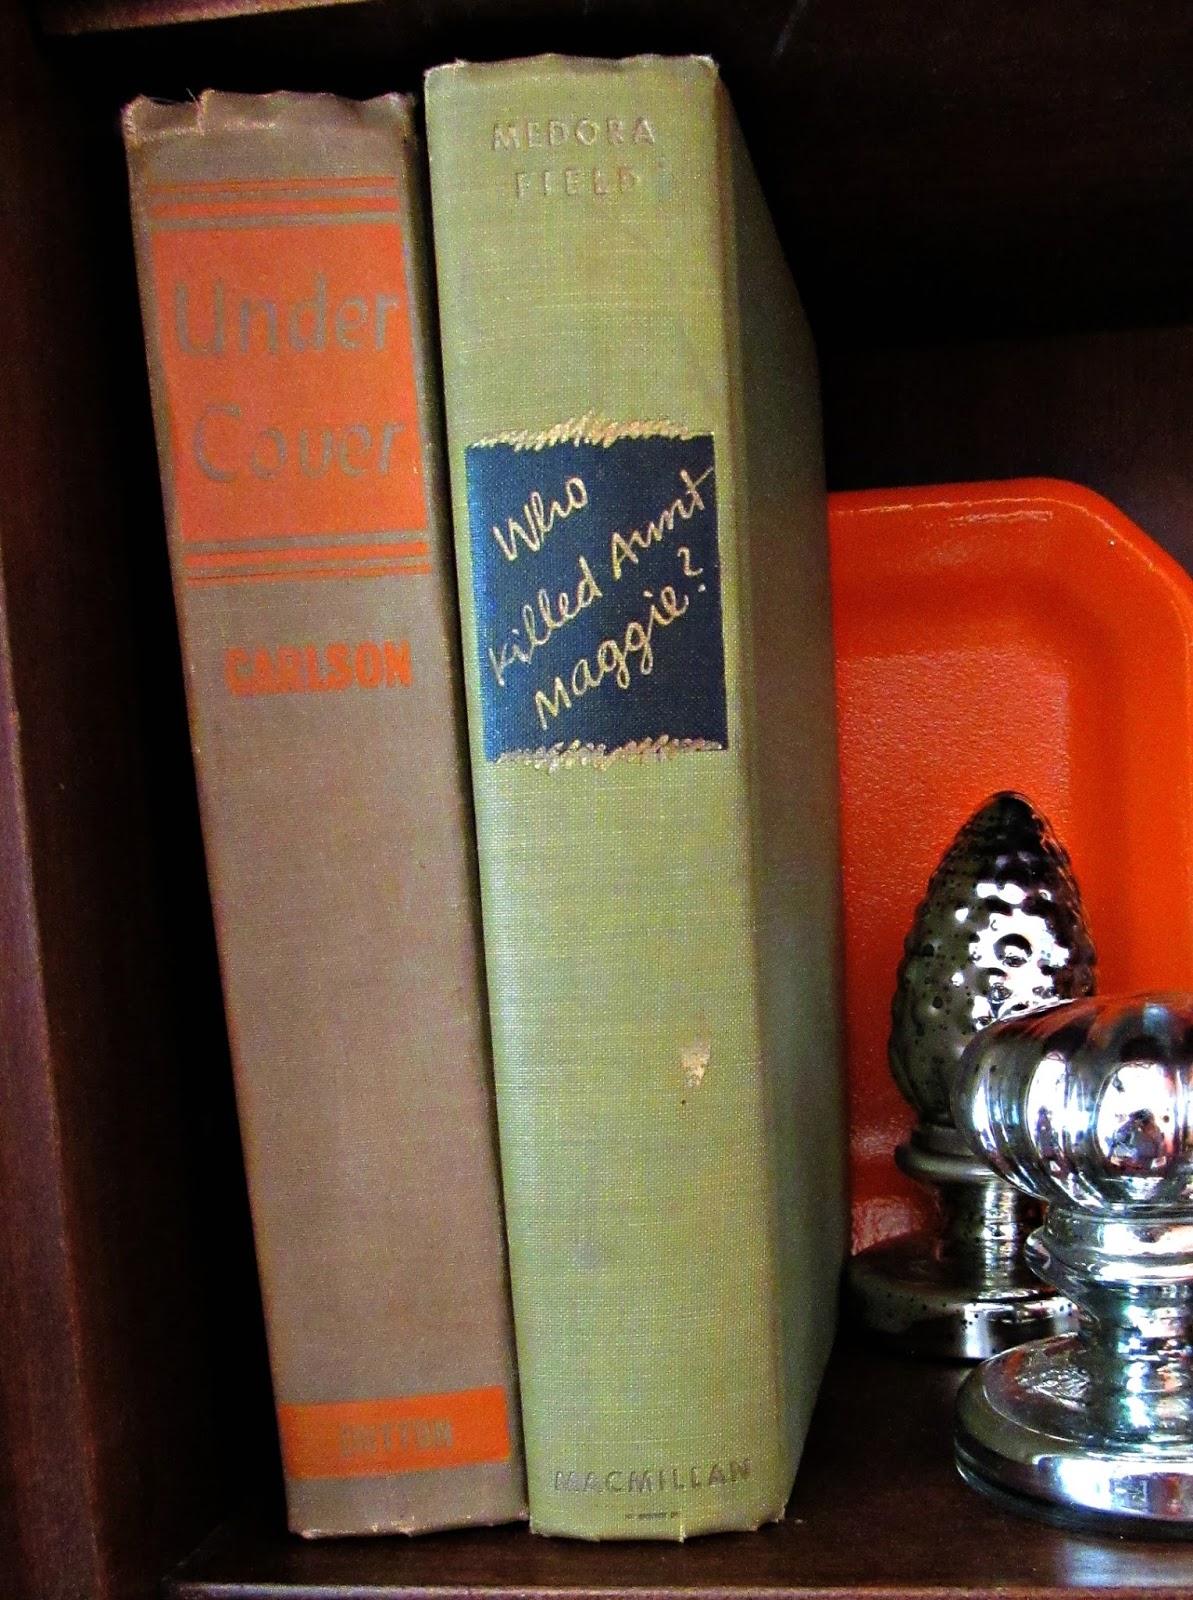 Under
Cover
CARLSON
DUTTON
MEDORA
FIELD
Who
killed Aunt
Maggie?
MACMILLAN